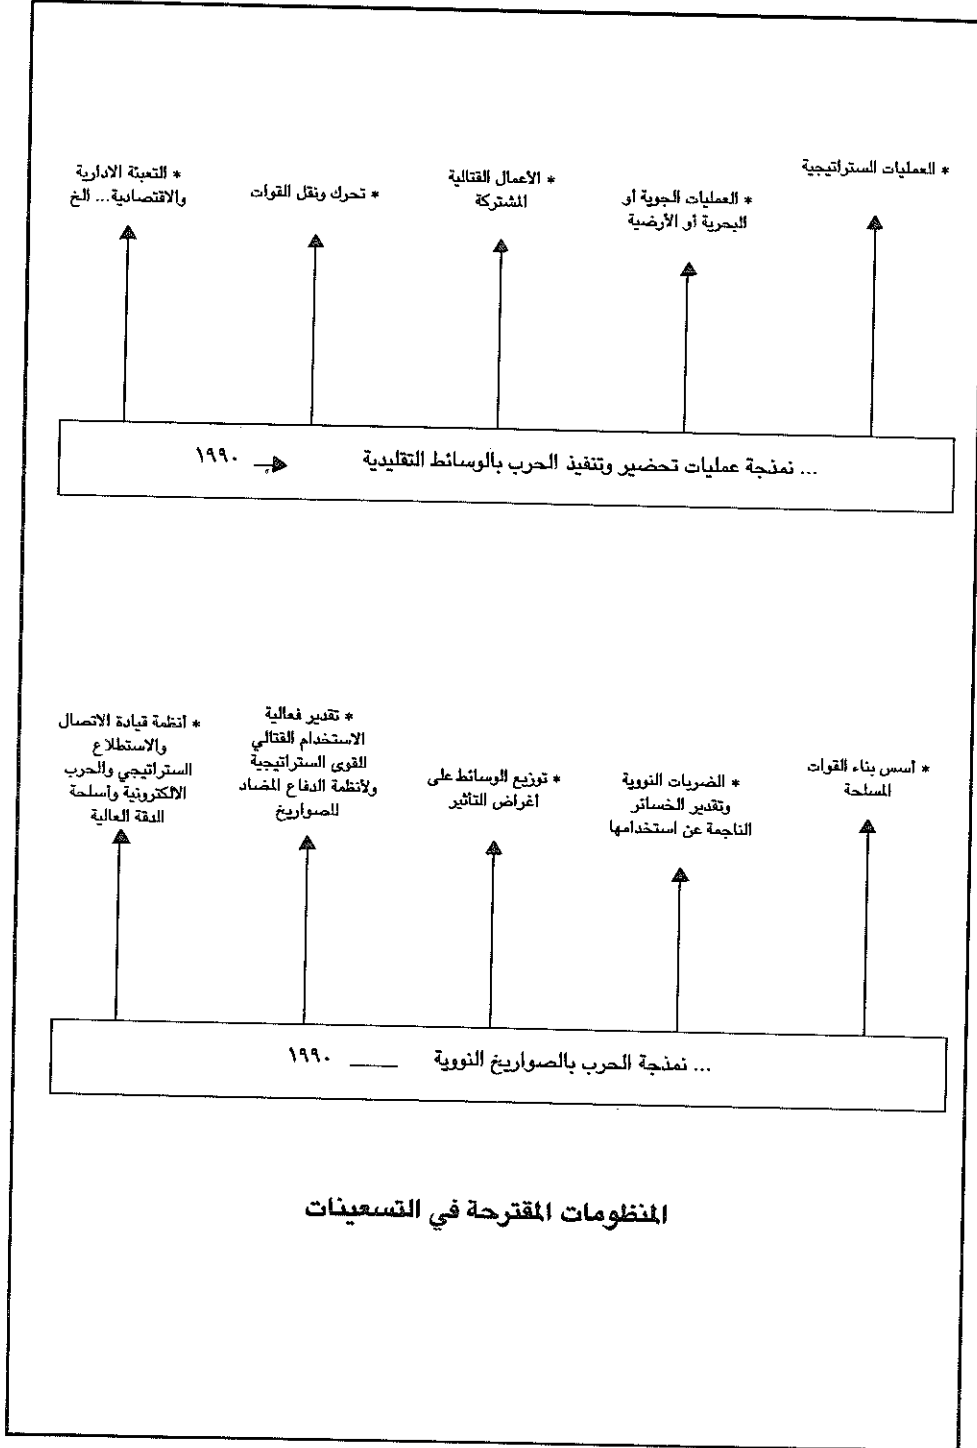 * العمليات الستراتيجية
* العمليات الجوية أو
البحرية أو الأرضية
* الأعمال القتالية
المشتركة
* تحرك ونقل القوات
* التعبئة الادارية
والاقتصادية... الخ
... نمذجة عمليات تحضير وتنفيذ الحرب بالوسائط التقليدية ١٩٩٠
* أسس بناء القوات
المسلحة
* الضربات النووية
وتقدير الخسائر
الناجمة عن استخدامها
* توزيع الوسائط على
أغراض التأثير
* تقدير فعالية
الاستخدام القتالي
القوى الستراتيجية
ولأنظمة الدفاع المضاد
للصواريخ
* أنظمة قيادة الاتصال
والاستطلاع
الستراتيجي والحرب
الالكترونية وأسلحة
الدقة العالية
... نمذجة الحرب بالصواريخ النووية ___ ١٩٩٠
المنظومات المقترحة في التسعينات